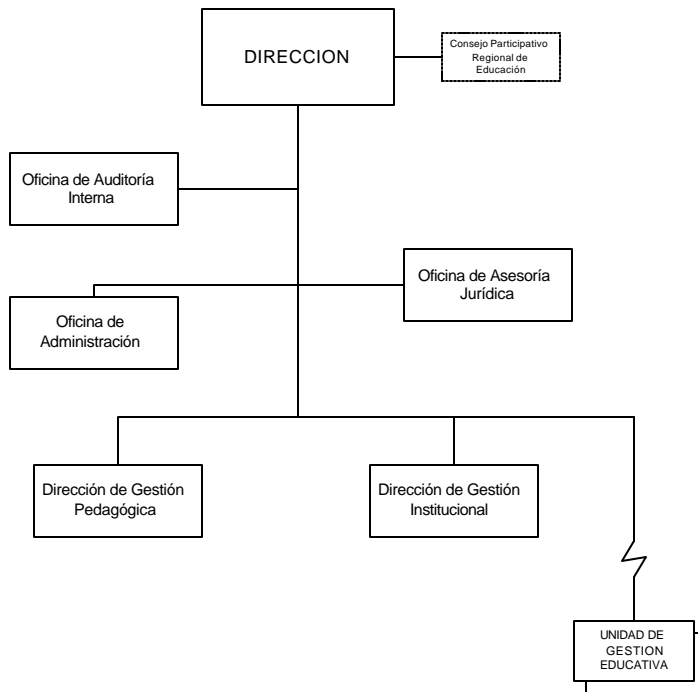 DIRECCION
Consejo Participativo
Regional de
Educación
Oficina de Auditoría
Interna
Oficina de Asesoría
Jurídica
Oficina de
Administración
Dirección de Gestión
Pedagógica
Dirección de Gestión
Institucional
UNIDAD DE
GESTION
EDUCATIVA